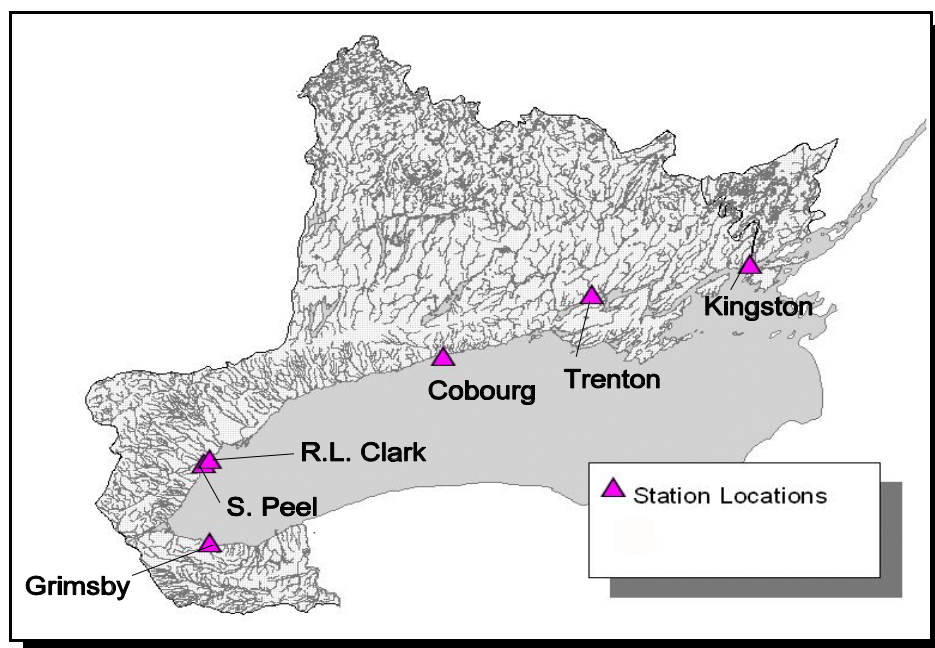 Kingston
Trenton
Cobourg
R.L. Clark
Station Locations
S. Peel
Grimsby